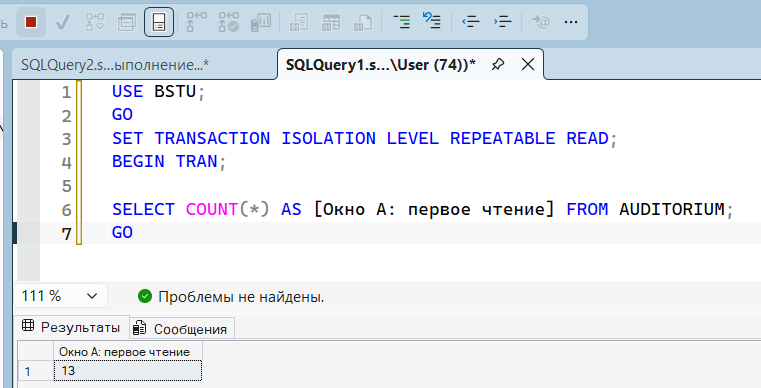 SQLQuery2.s...ыполнение...*
SQLQuery1.s...\User (74))*
1 USE BSTU;
2 GO
3 SET TRANSACTION ISOLATION LEVEL REPEATABLE READ;
4 BEGIN TRAN;
5
6 SELECT COUNT(*) AS [Окно A: первое чтение] FROM AUDITORIUM;
7 GO
111 %
Проблемы не найдены.
Результаты
Сообщения
Окно A: первое чтение
1 13